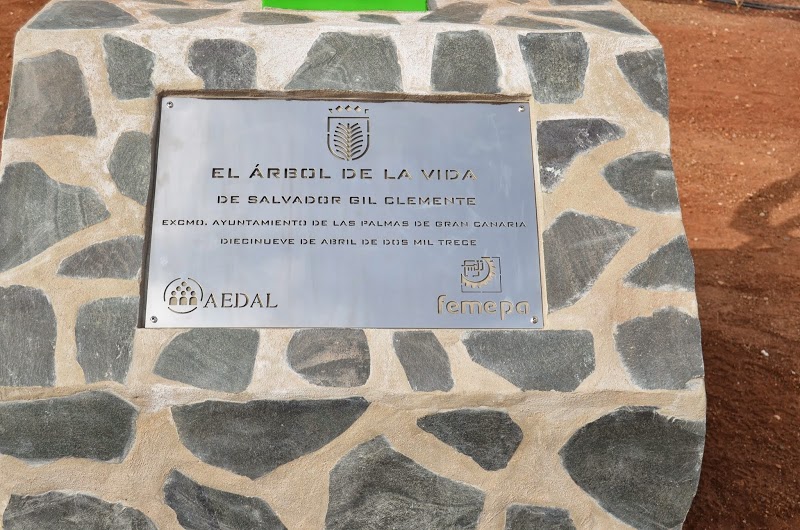 EL ÁRBOL DE LA VIDA
DE SALVADOR GIL CLEMENTE
EXCMO. AYUNTAMIENTO DE LAS PALMAS DE GRAN CANARIA
DIECINUEVE DE ABRIL DE DOS MIL TRECE
AEDAL
femepa